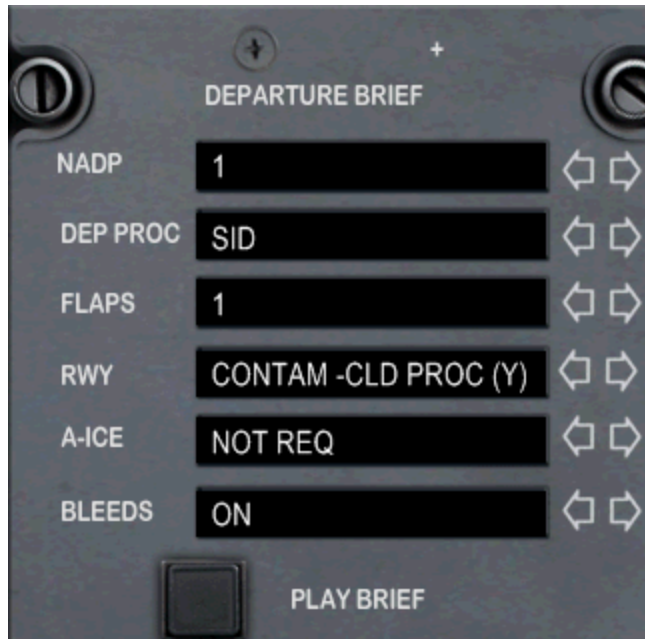 DEPARTURE BRIEF
NADP 1
DEP PROC SID
FLAPS 1
RWY CONTAM -CLD PROC (Y)
A-ICE NOT REQ
BLEEDS ON
PLAY BRIEF